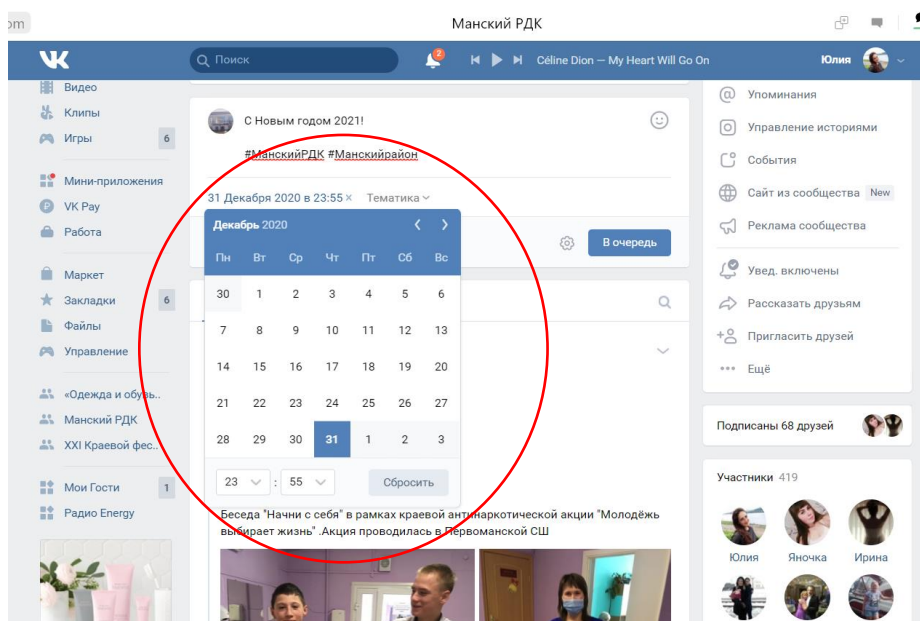 om
Манский РДК
Поиск
2
Céline Dion – My Heart Will Go On
Юлия
Видео
Клипы
Игры 6
Мини-приложения
VK Pay
Работа
Маркет
Закладки 6
Файлы
Управление
«Одежда и обувь..
Манский РДК
XXI Краевой фес..
Мои Гости 1
Радио Energy
С Новым годом 2021!
#МанскийРДК #Манскийрайон
31 Декабря 2020 в 23:55 × Тематика
Декабрь 2020
Пн Вт Ср Чт Пт Сб Вс
30 1 2 3 4 5 6
7 8 9 10 11 12 13
14 15 16 17 18 19 20
21 22 23 24 25 26 27
28 29 30 31 1 2 3
23 : 55 Сбросить
В очередь
Беседа "Начни с себя" в рамках краевой антинаркотической акции "Молодёжь
выбирает жизнь" .Акция проводилась в Первоманской СШ
Упоминания
Управление историями
События
Сайт из сообщества New
Реклама сообщества
Увед. включены
Рассказать друзьям
Пригласить друзей
Ещё
Подписаны 68 друзей
Участники 419
Юлия Яночка Ирина